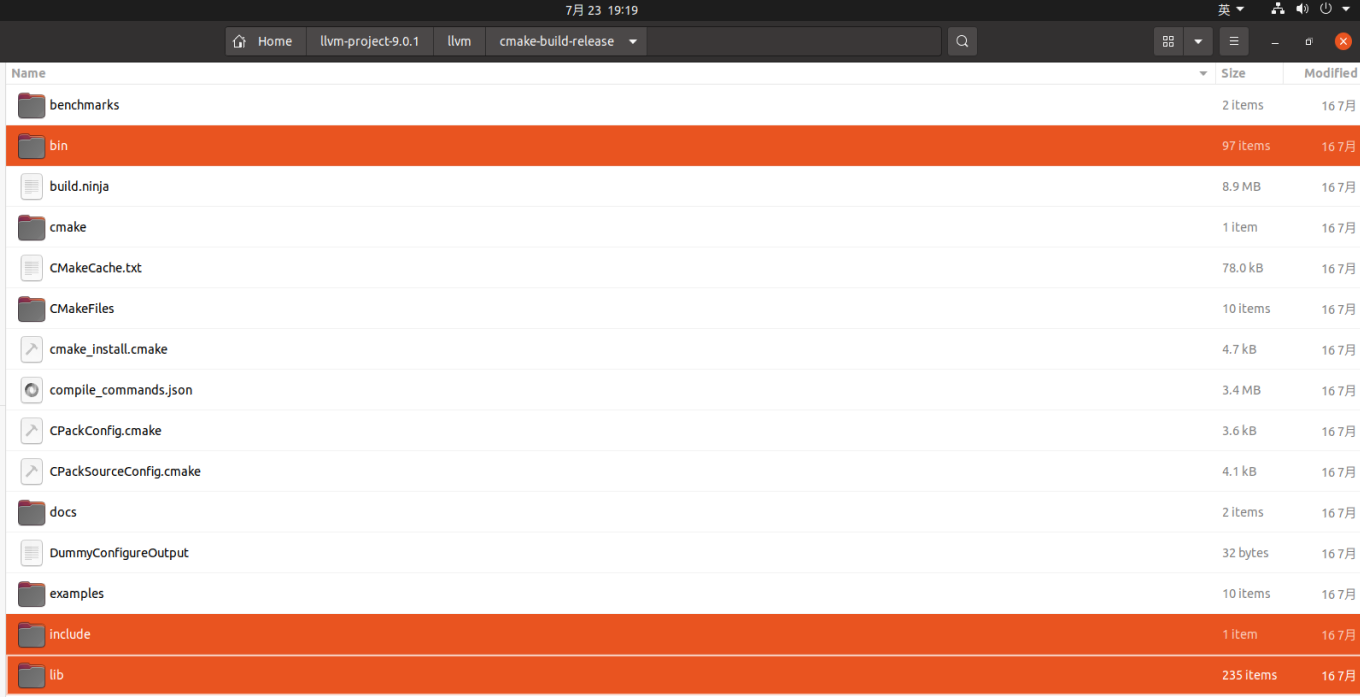 7月 23 19:19
英
Home llvm-project-9.0.1 llvm cmake-build-release
Name Size Modified
benchmarks 2 items 16 7月
bin 97 items 16 7月
build.ninja 8.9 MB 16 7月
cmake 1 item 16 7月
CMakeCache.txt 78.0 kB 16 7月
CMakeFiles 10 items 16 7月
cmake_install.cmake 4.7 kB 16 7月
compile_commands.json 3.4 MB 16 7月
CPackConfig.cmake 3.6 kB 16 7月
CPackSourceConfig.cmake 4.1 kB 16 7月
docs 2 items 16 7月
DummyConfigureOutput 32 bytes 16 7月
examples 10 items 16 7月
include 1 item 16 7月
lib 235 items 16 7月